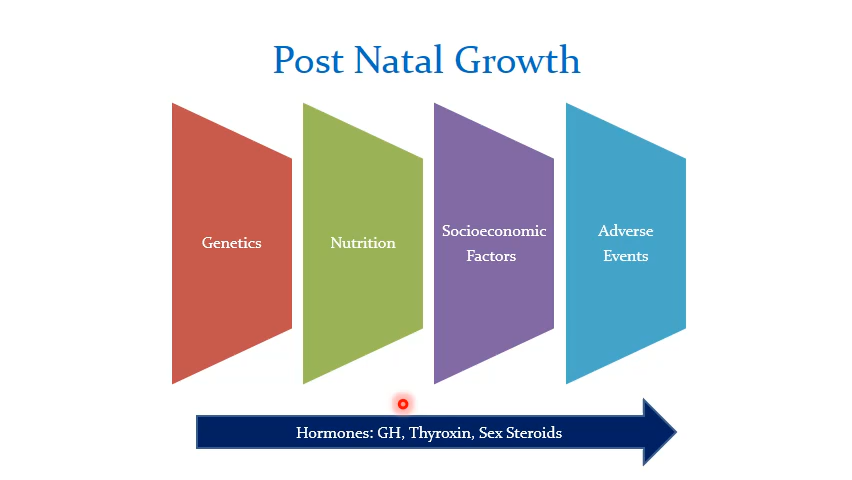 Post Natal Growth
Genetics
Nutrition
Socioeconomic
Factors
Adverse
Events
Hormones: GH, Thyroxin, Sex Steroids